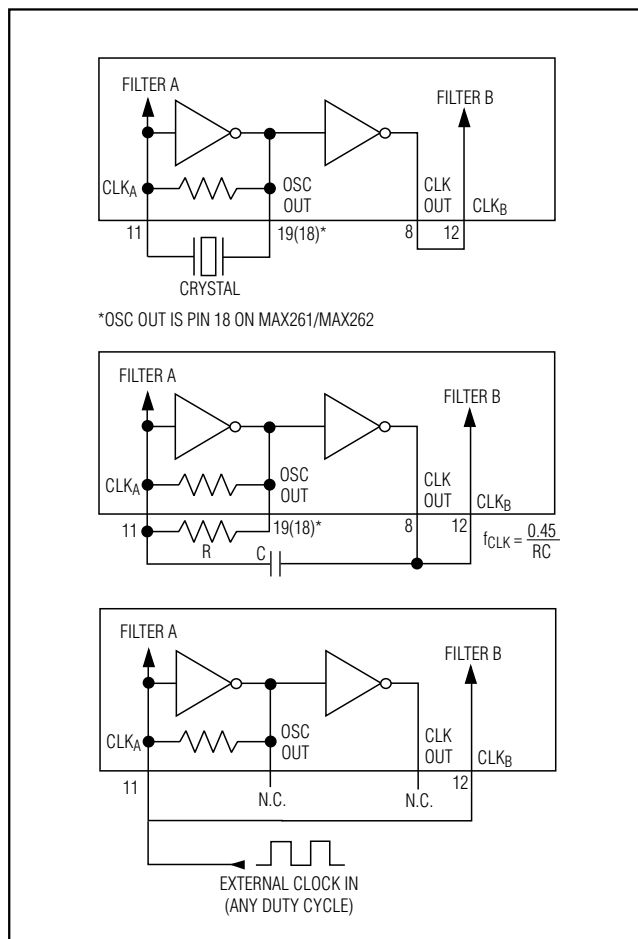 FILTER A
FILTER B
CLKA
OSC
OUT
CLK
OUT
CLKB
11
19(18)*
8
12
CRYSTAL
*OSC OUT IS PIN 18 ON MAX261/MAX262
FILTER A
FILTER B
CLKA
OSC
OUT
CLK
OUT
CLKB
11
19(18)*
8
12
R
C
fCLK = 0.45
RC
FILTER A
FILTER B
CLKA
OSC
OUT
CLK
OUT
CLKB
11
N.C.
N.C.
12
EXTERNAL CLOCK IN
(ANY DUTY CYCLE)